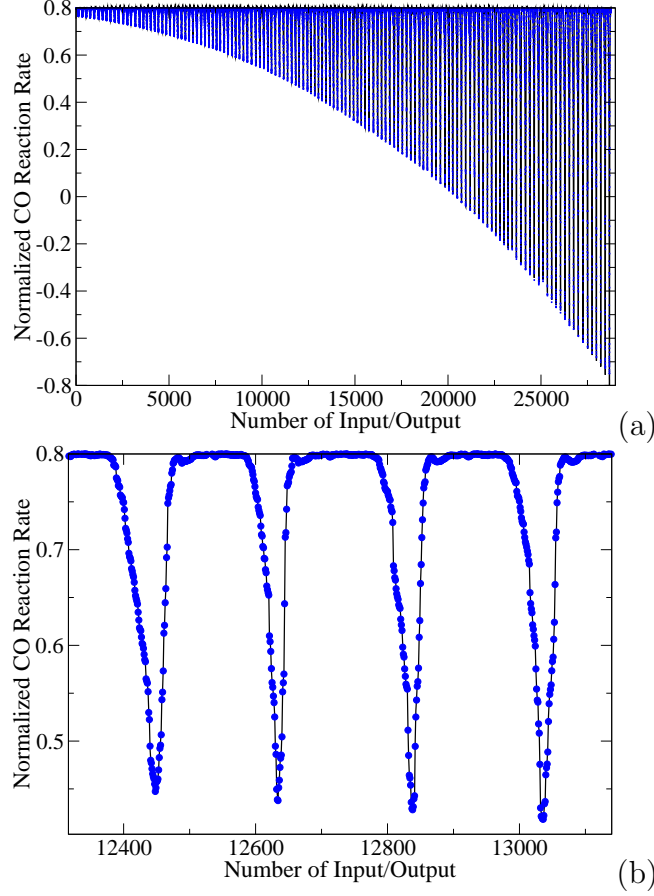 0.8
0.6
0.4
0.2
0
-0.2
-0.4
-0.6
-0.8
Normalized CO Reaction Rate
0 5000 10000 15000 20000 25000
Number of Input/Output
(a)
0.8
0.7
0.6
0.5
Normalized CO Reaction Rate
12400 12600 12800 13000
Number of Input/Output
(b)